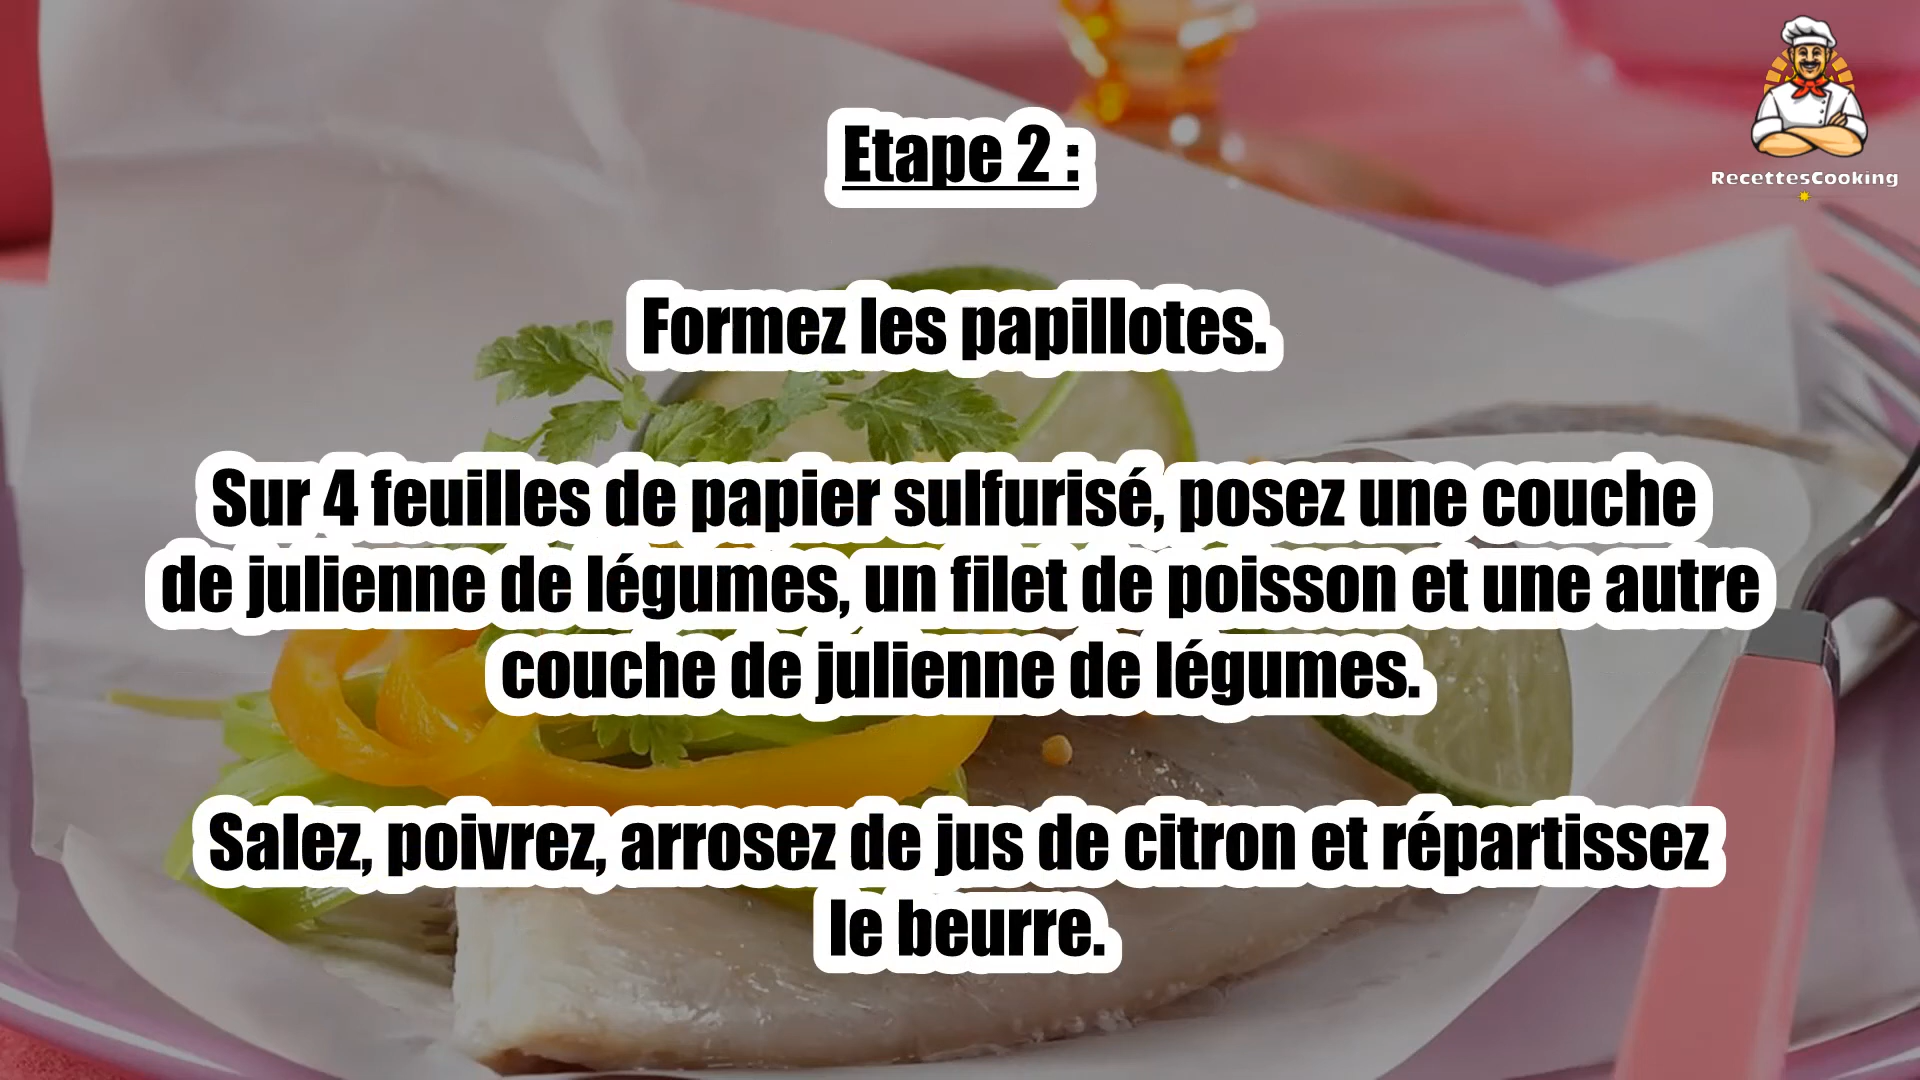 RecettesCooking
Etape 2 :
Formez les papillotes.
Sur 4 feuilles de papier sulfurisé, posez une couche
de julienne de légumes, un filet de poisson et une autre
couche de julienne de légumes.
Salez, poivrez, arrosez de jus de citron et répartissez
le beurre.